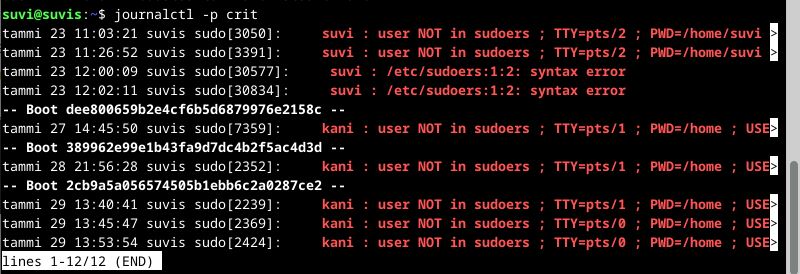 suvi@suvis:~$ journalctl -p crit
tammi 23 11:03:21 suvis sudo[3050]:     suvi : user NOT in sudoers ; TTY=pts/2 ; PWD=/home/suvi >
tammi 23 11:26:52 suvis sudo[3391]:     suvi : user NOT in sudoers ; TTY=pts/2 ; PWD=/home/suvi >
tammi 23 12:00:09 suvis sudo[30577]:     suvi : /etc/sudoers:1:2: syntax error
tammi 23 12:02:11 suvis sudo[30834]:     suvi : /etc/sudoers:1:2: syntax error
-- Boot dee800659b2e4cf6b5d6879976e2158c --
tammi 27 14:45:50 suvis sudo[7359]:     kani : user NOT in sudoers ; TTY=pts/1 ; PWD=/home ; USE>
-- Boot 389962e99e1b43fa9d7dc4b2f5ac4d3d --
tammi 28 21:56:28 suvis sudo[2352]:     kani : user NOT in sudoers ; TTY=pts/1 ; PWD=/home ; USE>
-- Boot 2cb9a5a056574505b1ebb6c2a0287ce2 --
tammi 29 13:40:41 suvis sudo[2239]:     kani : user NOT in sudoers ; TTY=pts/1 ; PWD=/home ; USE>
tammi 29 13:45:47 suvis sudo[2369]:     kani : user NOT in sudoers ; TTY=pts/0 ; PWD=/home ; USE>
tammi 29 13:53:54 suvis sudo[2424]:     kani : user NOT in sudoers ; TTY=pts/0 ; PWD=/home ; USE>
lines 1-12/12 (END)